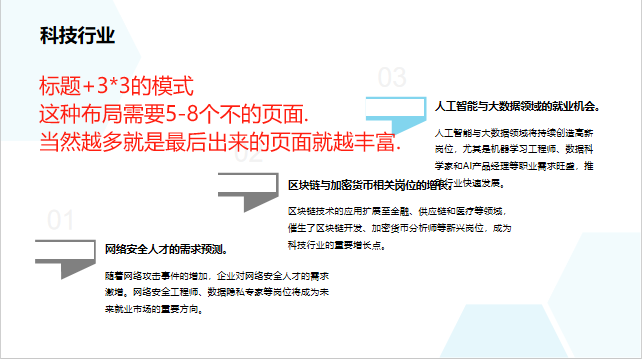 科技行业
标题+3*3的模式
这种布局需要5-8个不的页面.
当然越多就是最后出来的页面就越丰富.
03
人工智能与大数据领域的就业机会。
人工智能与大数据领域将持续创造高薪
岗位，尤其是机器学习工程师、数据科
学家和AI产品经理等职业需求旺盛，推
行业快速发展。
02
区块链与加密货币相关岗位的增长。
区块链技术的应用扩展至金融、供应链和医疗等领域，
催生了区块链开发、加密货币分析师等新兴岗位，成为
科技行业的重要增长点。
01
网络安全人才的需求预测。
随着网络攻击事件的增加，企业对网络安全人才的需求
激增。网络安全工程师、数据隐私专家等岗位将成为未
来就业市场的重要方向。